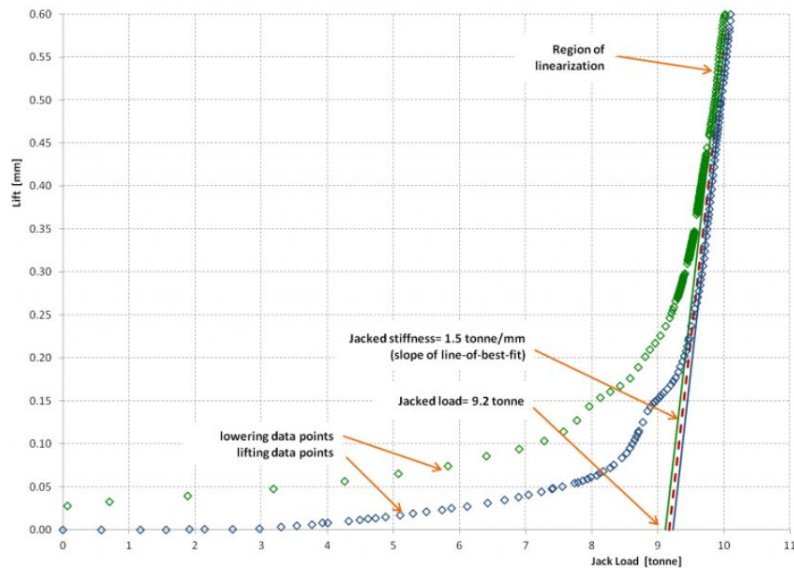 0.60
Region of
linearization
0.50
0.40
Lift [mm]
0.30
Jacked stiffness= 1.5 tonne/mm
(slope of line-of-best-fit)
0.20
Jacked load= 9.2 tonne
lowering data points
lifting data points
0.10
0.05
0.00
0 1 2 3 4 5 6 7 8 9 10 11
Jack Load [tonne]
0.15
0.25
0.35
0.45
0.55